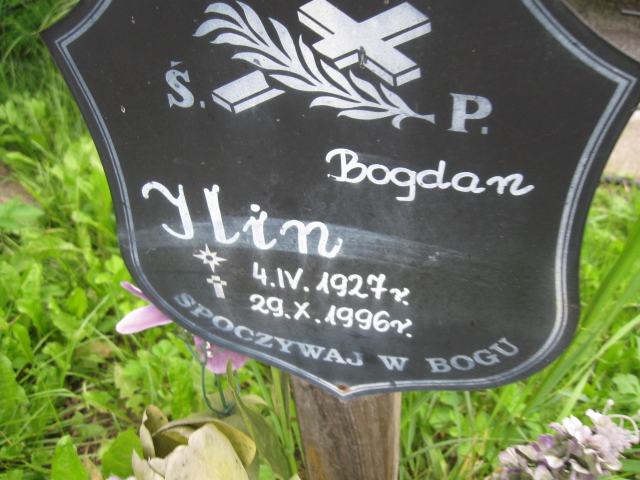 Ś. P.
Bogdan
Ilin
4.IV.1927r.
29.X.1996r.
SPOCZYWAJ W BOGU